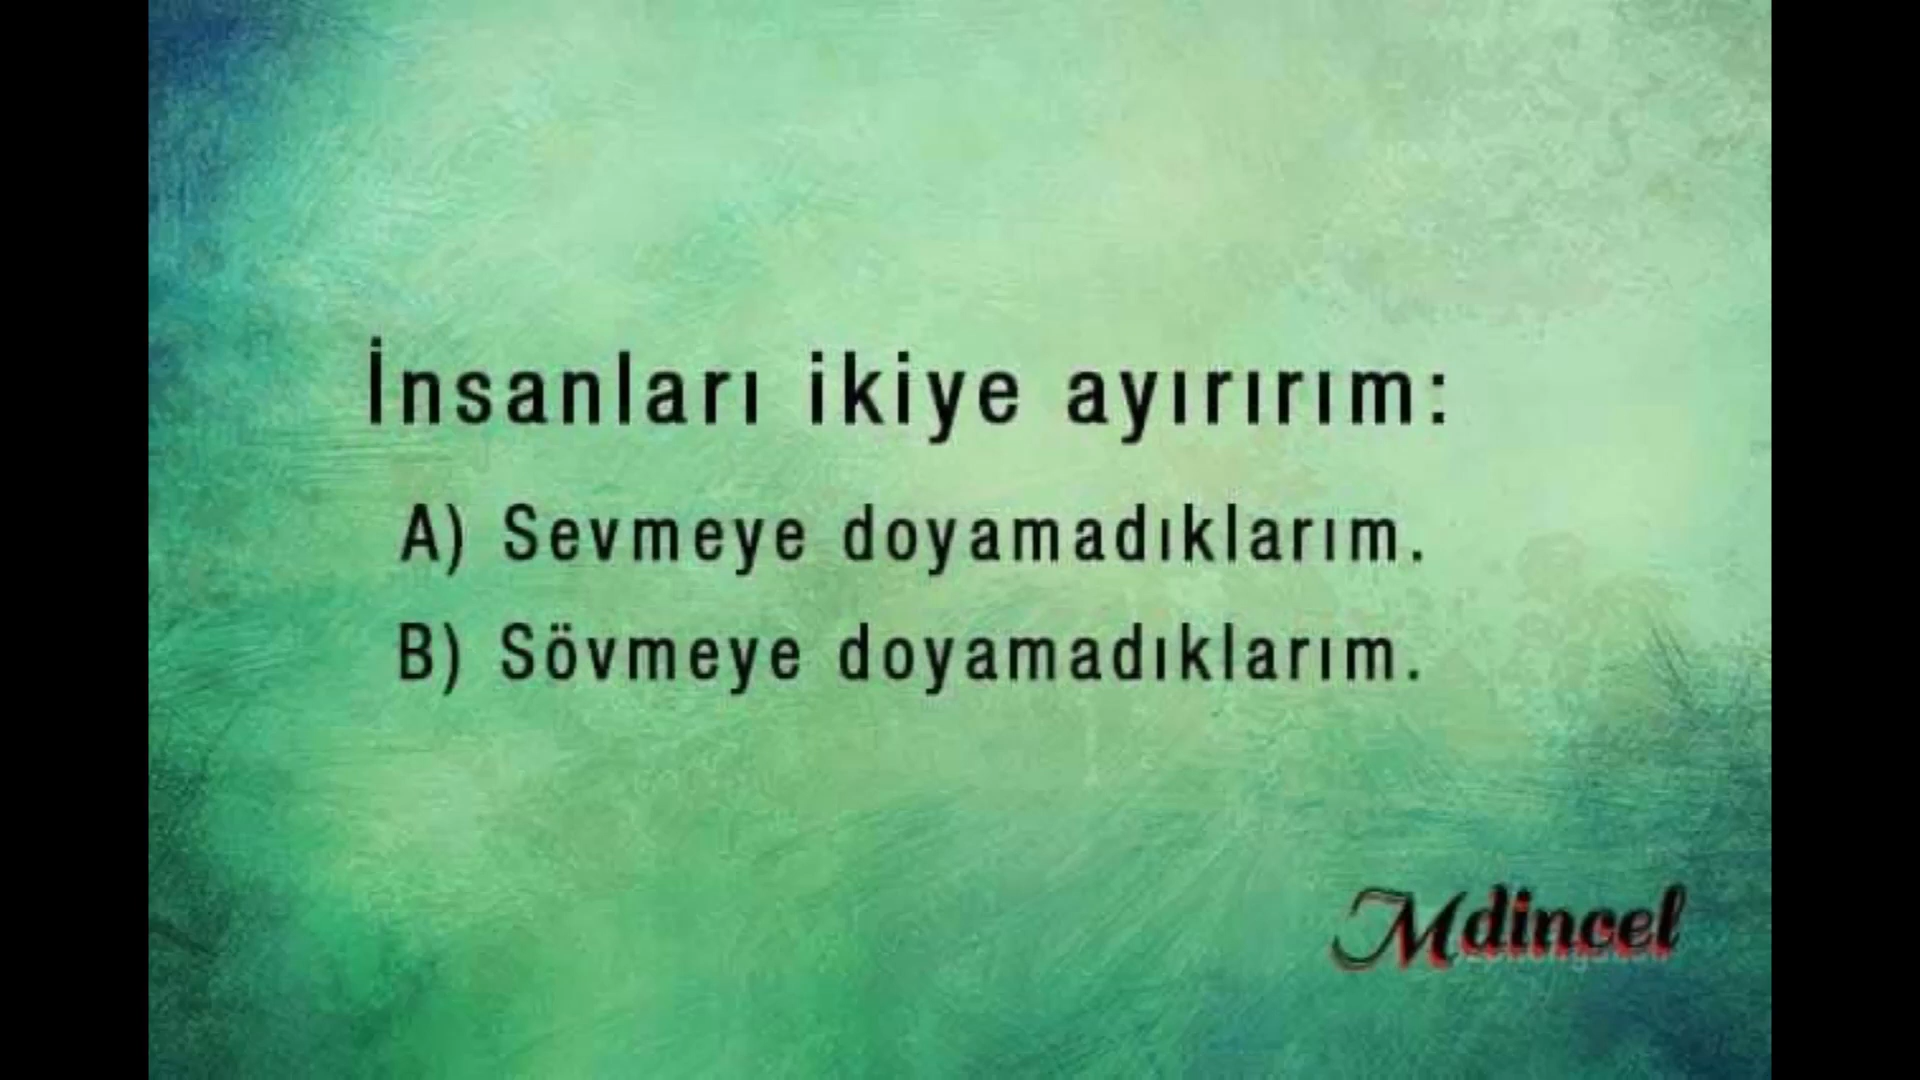 İnsanları ikiye ayırırım:
A) Sevmeye doyamadıklarım.
B) Sövmeye doyamadıklarım.
Mdincel